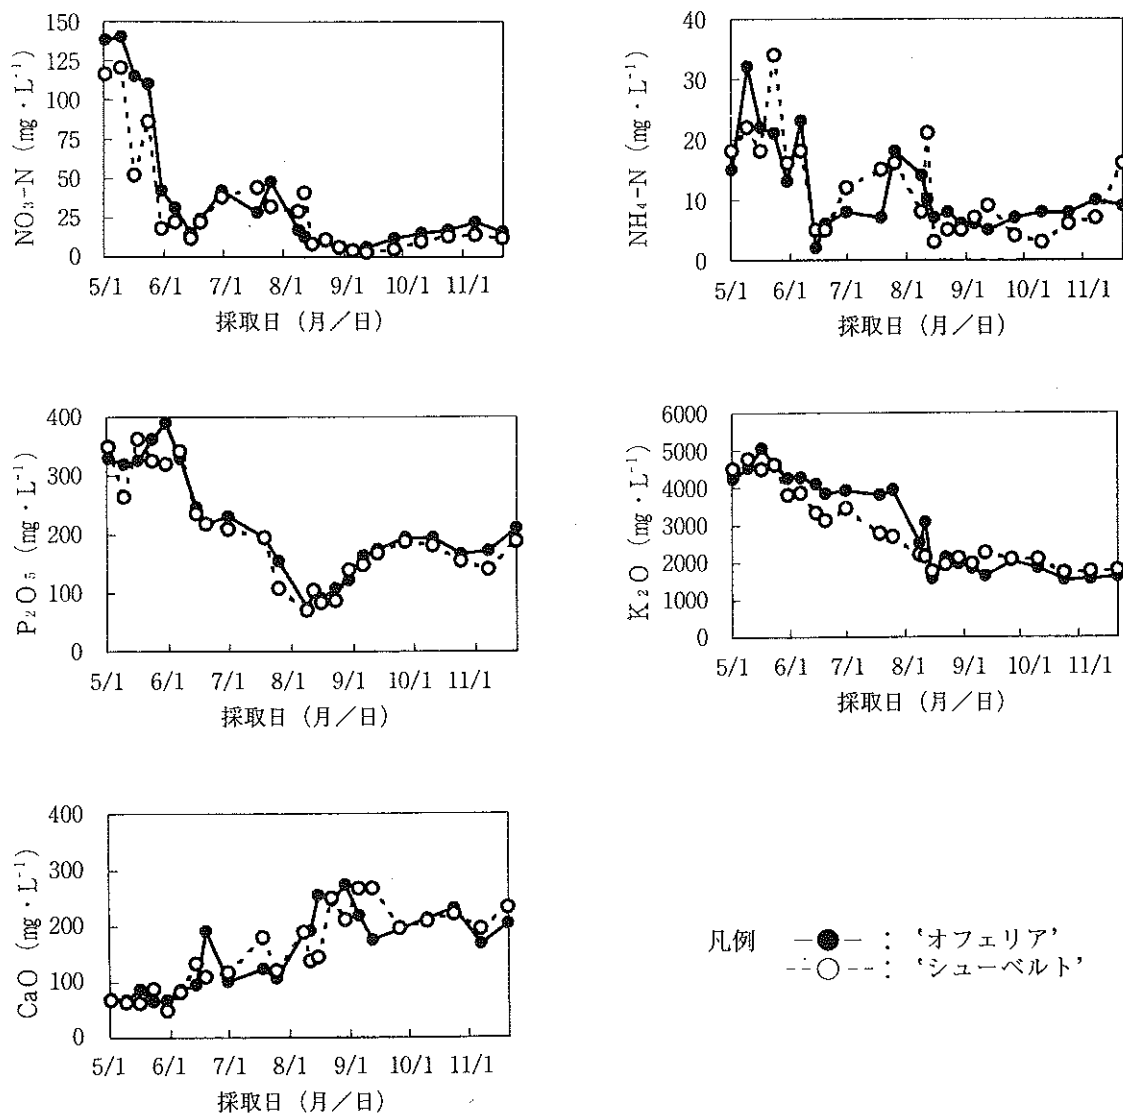 NO₃-N (mg・L⁻¹)
150
125
100
75
50
25
0
5/1 6/1 7/1 8/1 9/1 10/1 11/1
採取日 (月／日)
NH₄-N (mg・L⁻¹)
40
30
20
10
0
5/1 6/1 7/1 8/1 9/1 10/1 11/1
採取日 (月／日)
P₂O₅ (mg・L⁻¹)
400
300
200
100
0
5/1 6/1 7/1 8/1 9/1 10/1 11/1
採取日 (月／日)
K₂O (mg・L⁻¹)
6000
5000
4000
3000
2000
1000
0
5/1 6/1 7/1 8/1 9/1 10/1 11/1
採取日 (月／日)
CaO (mg・L⁻¹)
400
300
200
100
0
5/1 6/1 7/1 8/1 9/1 10/1 11/1
採取日 (月／日)
凡例 : ‘オフェリア’
: ‘シューベルト’